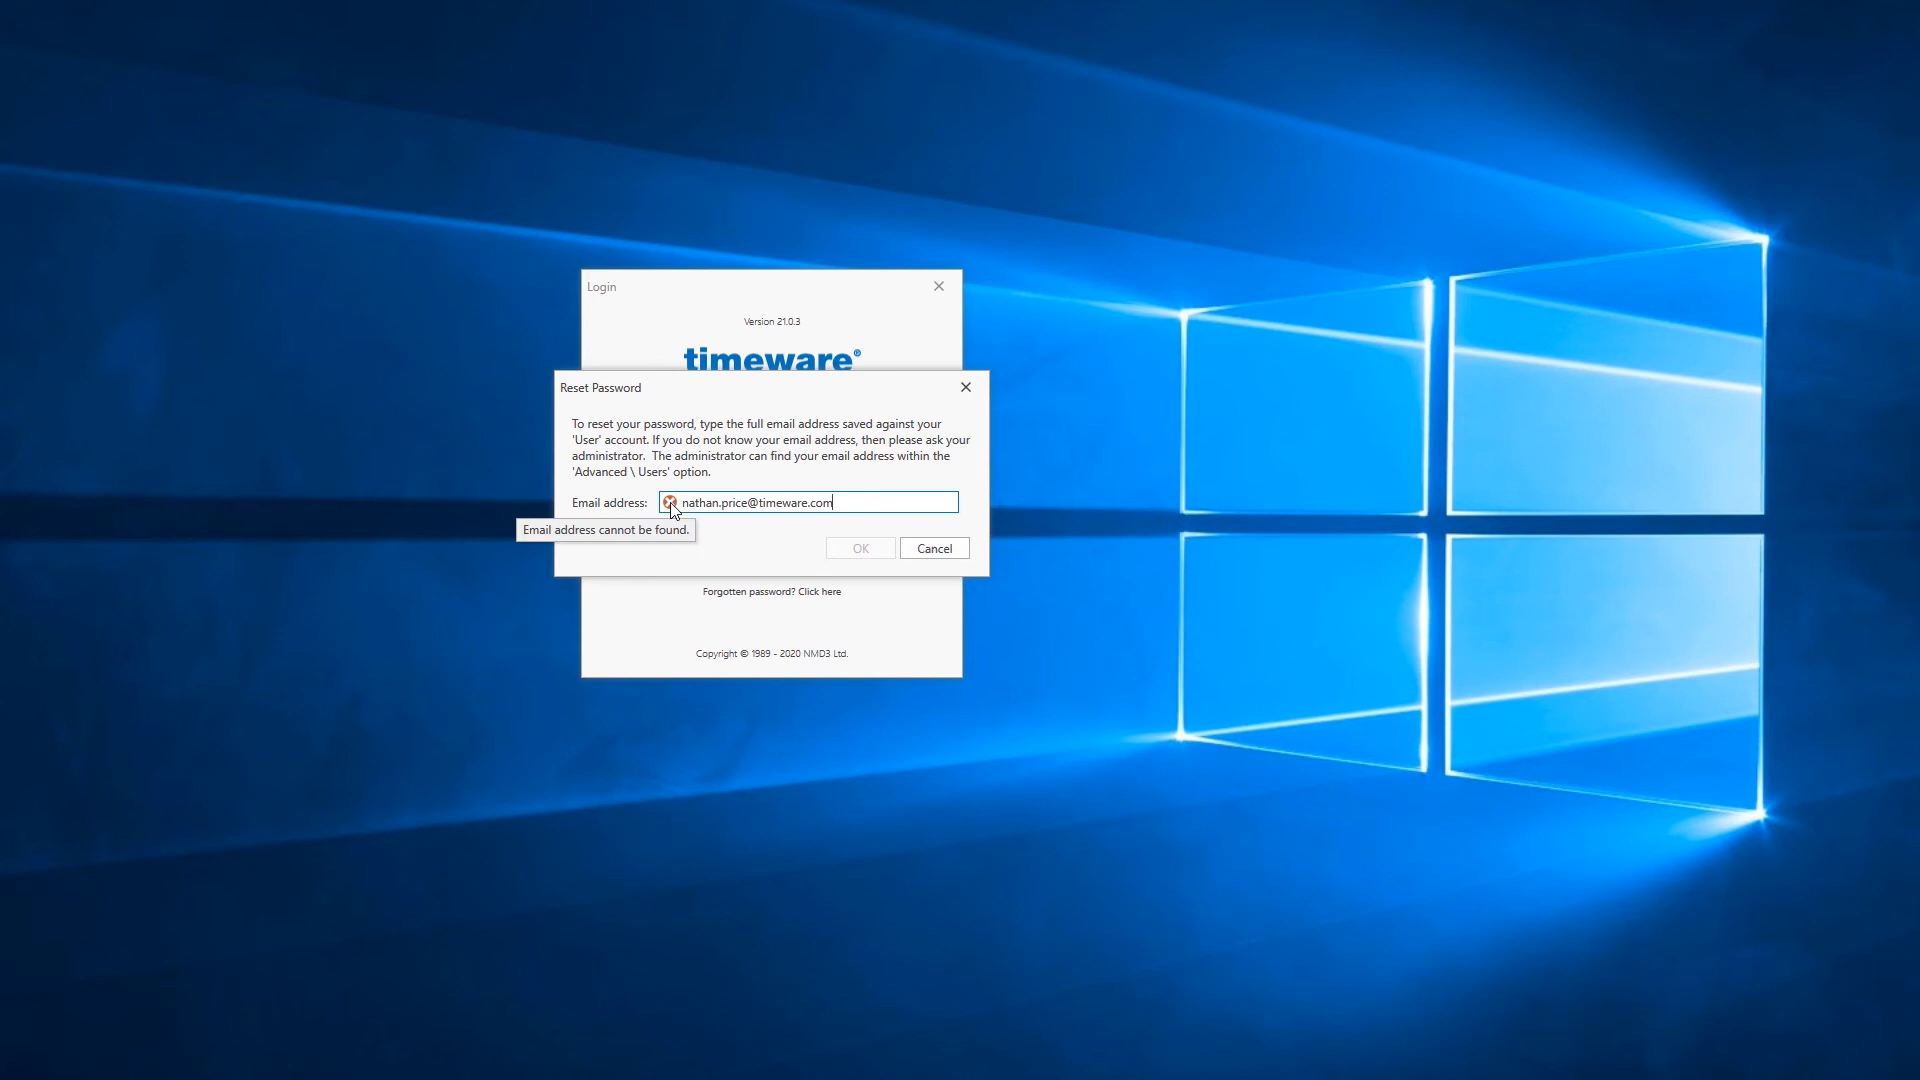 Login
Version 21.0.3
timeware®
Reset Password
To reset your password, type the full email address saved against your
'User' account. If you do not know your email address, then please ask your
administrator.  The administrator can find your email address within the
'Advanced \ Users' option.
Email address: nathan.price@timeware.com
Email address cannot be found.
OK Cancel
Forgotten password? Click here
Copyright © 1989 - 2020 NMD3 Ltd.